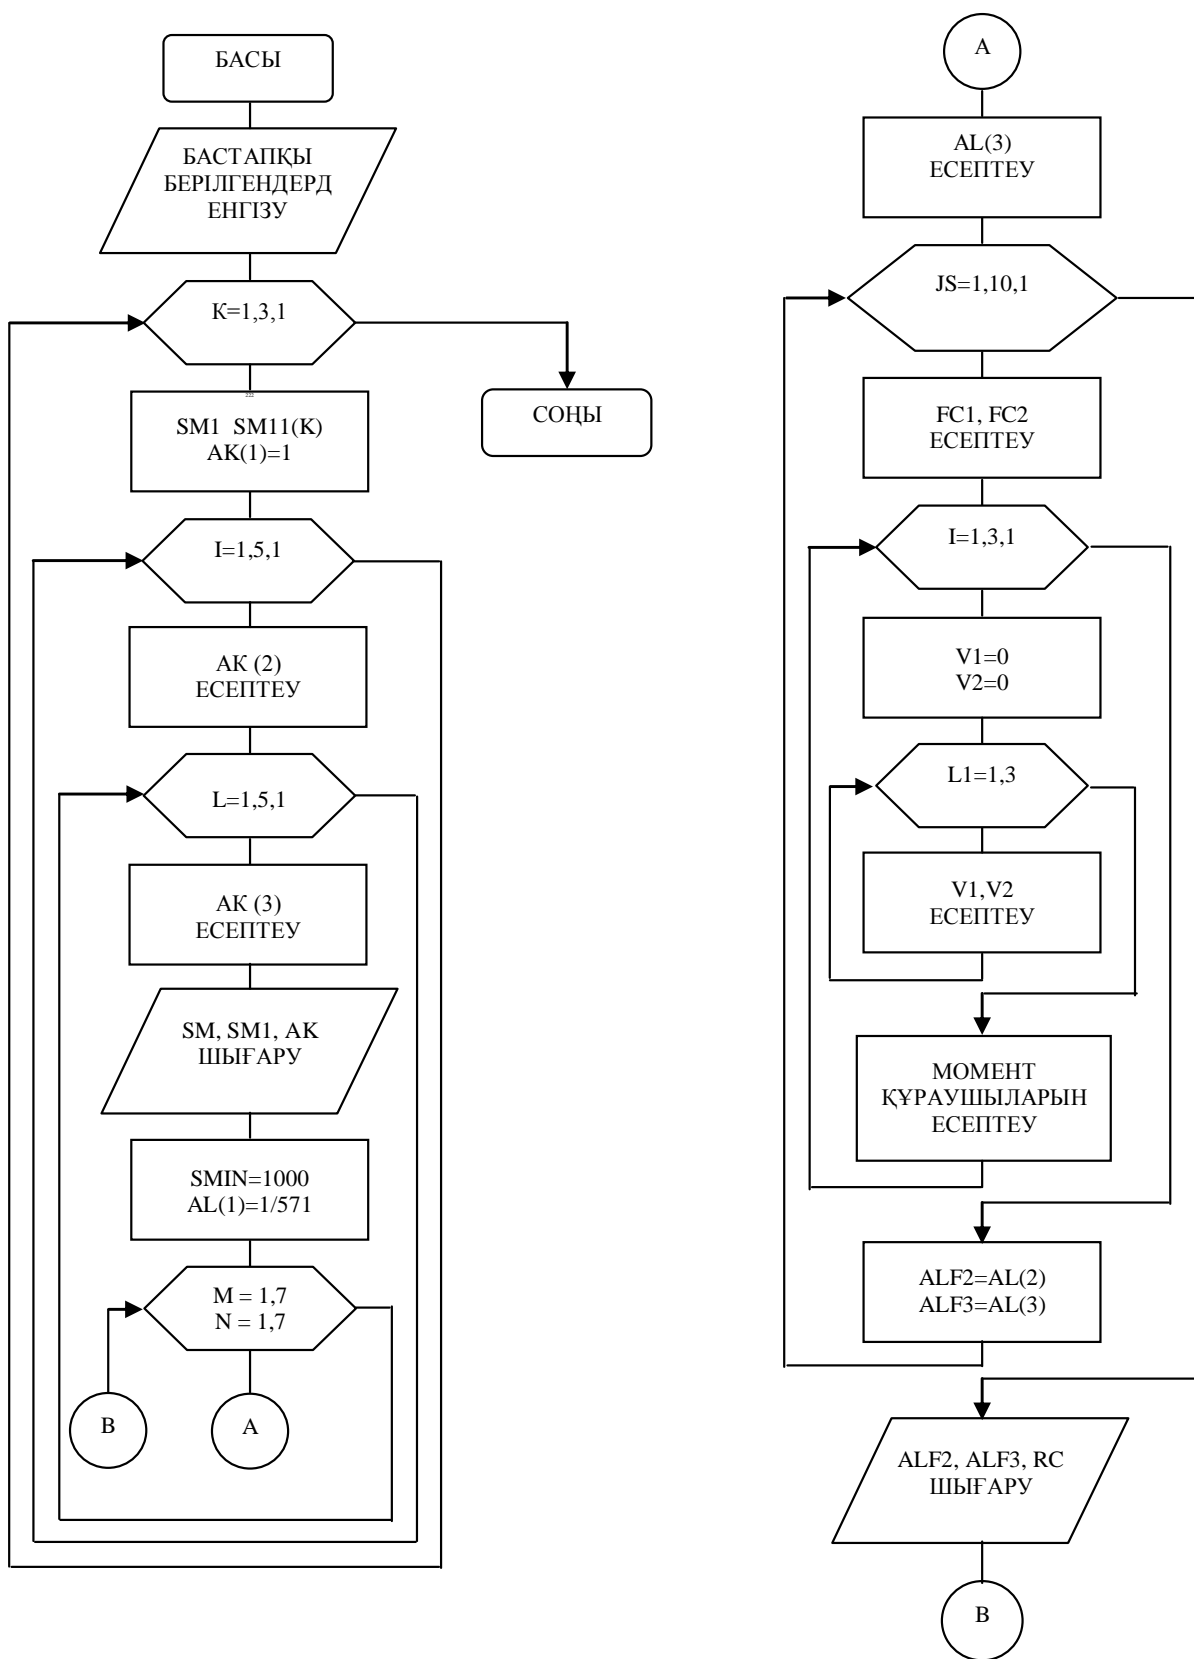 БАСЫ
БАСТАПҚЫ
БЕРІЛГЕНДЕРД
ЕНГІЗУ
К=1,3,1
СОҢЫ
SM1 SM11(K)
AK(1)=1
I=1,5,1
АК (2)
ЕСЕПТЕУ
L=1,5,1
АК (3)
ЕСЕПТЕУ
SM, SM1, AK
ШЫҒАРУ
SMIN=1000
AL(1)=1/571
M = 1,7
N = 1,7
В
А
А
AL(3)
ЕСЕПТЕУ
JS=1,10,1
FC1, FC2
ЕСЕПТЕУ
I=1,3,1
V1=0
V2=0
L1=1,3
V1,V2
ЕСЕПТЕУ
МОМЕНТ
ҚҰРАУШЫЛАРЫН
ЕСЕПТЕУ
ALF2=AL(2)
ALF3=AL(3)
ALF2, ALF3, RC
ШЫҒАРУ
В